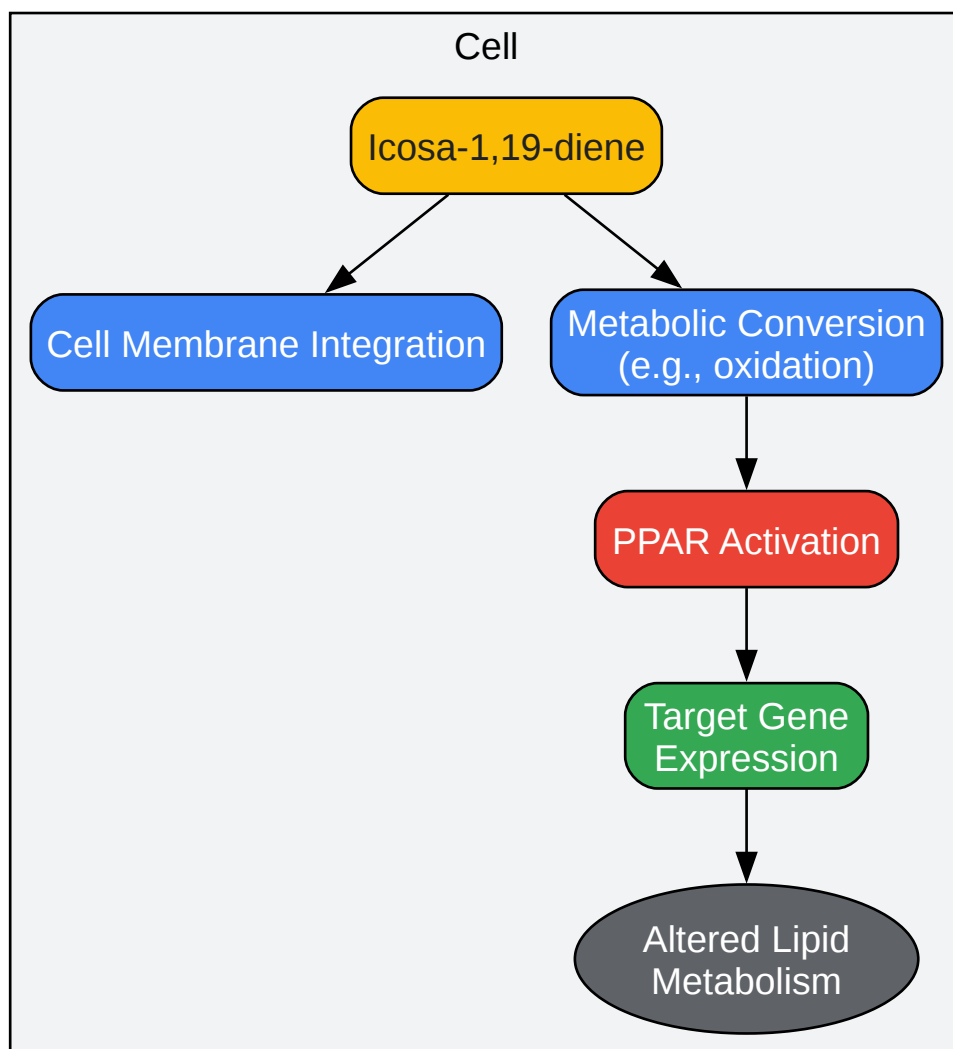 Cell
Icosa-1,19-diene
Cell Membrane Integration
Metabolic Conversion
(e.g., oxidation)
PPAR Activation
Target Gene
Expression
Altered Lipid
Metabolism